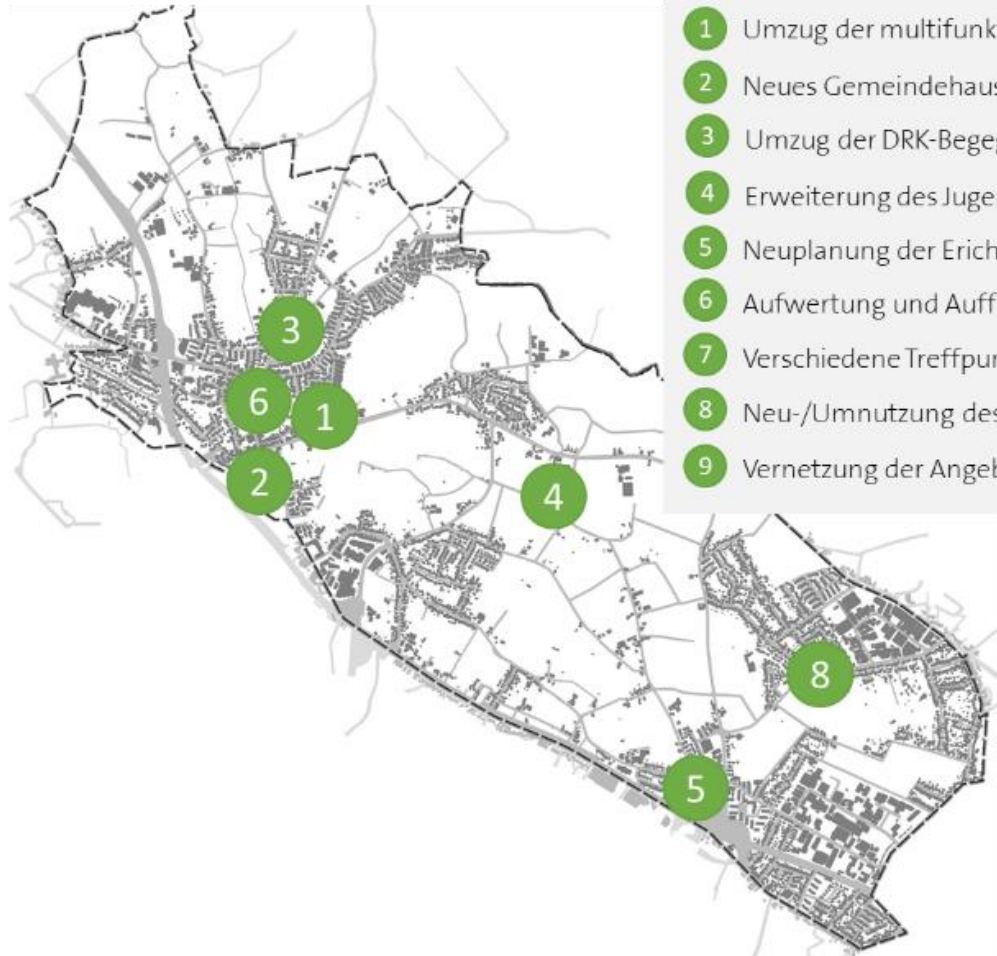 1 Umzug der multifunk
2 Neues Gemeindehaus
3 Umzug der DRK-Bege
4 Erweiterung des Juge
5 Neuplanung der Erich
6 Aufwertung und Auff
7 Verschiedene Treffpu
8 Neu-/Umnutzung des
9 Vernetzung der Angeb
3
6
1
2
4
8
5